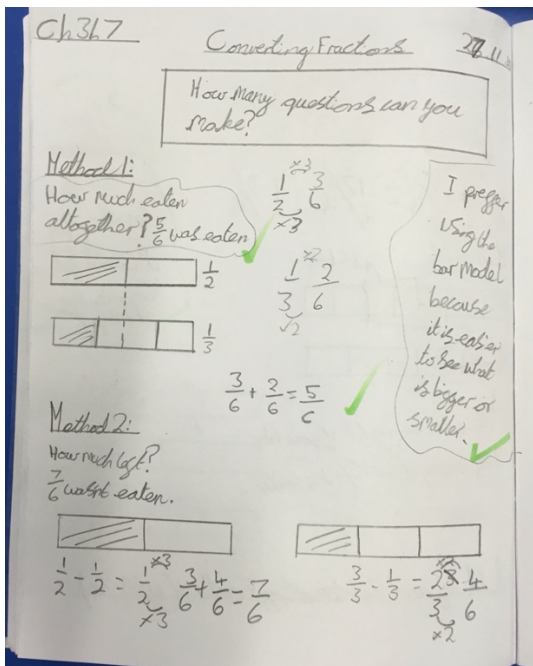 Ch3L7
Converting Fractions
How many questions can you
make?
Method 1:
How much eaten
altogether? 5/6 was eaten
×3
1/2 3/6
×3
×2
1/3 2/6
×2
1/2
1/3
3/6 + 2/6 = 5/6
I preffer
using the
bar model
because
it is easier
to see what
is bigger or
smaller.
Method 2:
How much left?
7/6 wasn't eaten.
1/2 - 1/2 = 1/2 3/6 + 4/6 = 7/6
×3
×3
3/3 - 1/3 = 2/3 4/6
×2